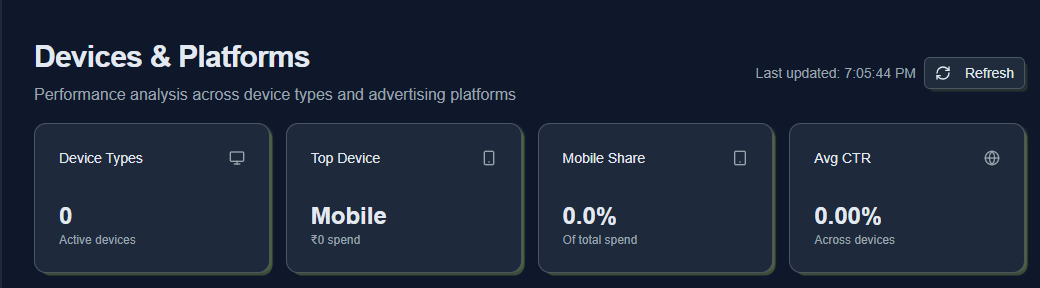 Devices & Platforms
Performance analysis across device types and advertising platforms
Last updated: 7:05:44 PM
Refresh
Device Types
0
Active devices
Top Device
Mobile
₹0 spend
Mobile Share
0.0%
Of total spend
Avg CTR
0.00%
Across devices